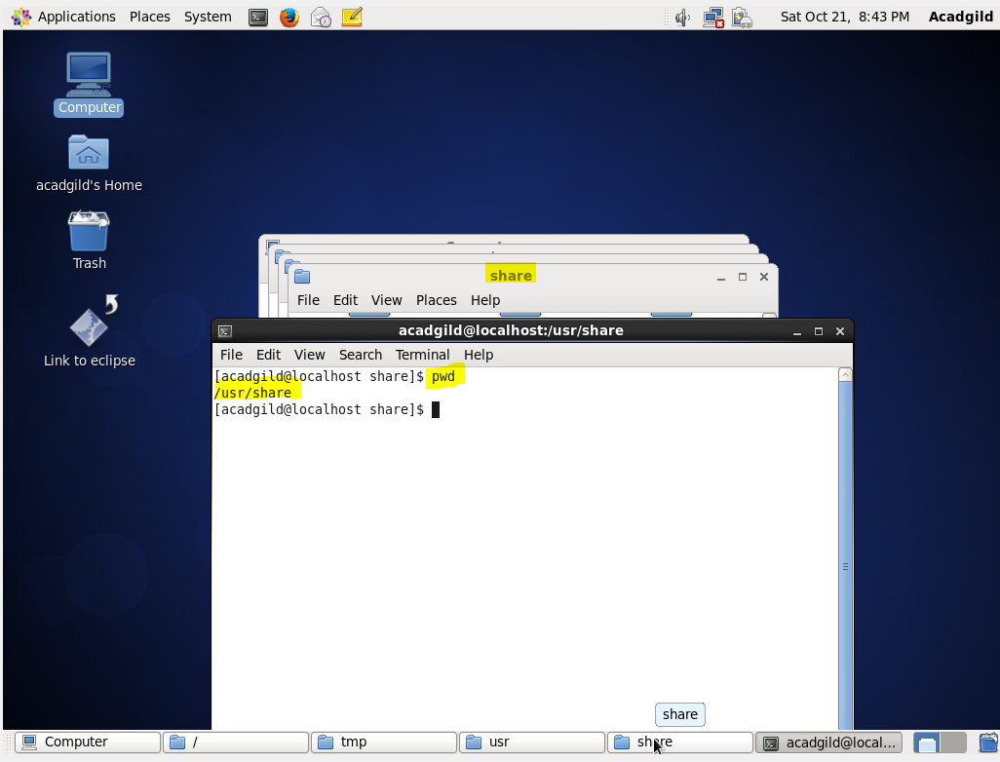 Applications Places System Sat Oct 21, 8:43 PM Acadgild
Computer
acadgild's Home
Trash
Link to eclipse
share
File Edit View Places Help
acadgild@localhost:/usr/share
File Edit View Search Terminal Help
[acadgild@localhost share]$ pwd
/usr/share
[acadgild@localhost share]$
share
Computer / tmp usr share acadgild@local...